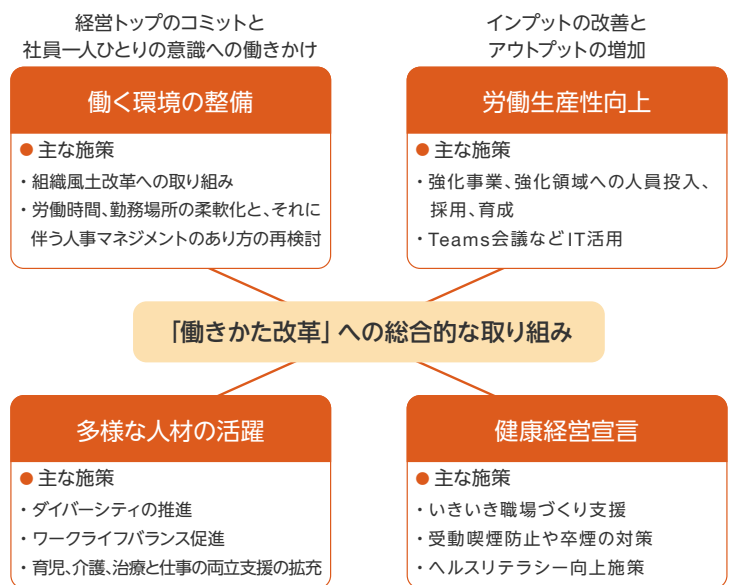 経営トップのコミットと
社員一人ひとりの意識への働きかけ
働く環境の整備
● 主な施策
・組織風土改革への取り組み
・労働時間、勤務場所の柔軟化と、それに
伴う人事マネジメントのあり方の再検討
インプットの改善と
アウトプットの増加
労働生産性向上
● 主な施策
・強化事業、強化領域への人員投入、
採用、育成
・Teams会議などIT活用
「働きかた改革」への総合的な取り組み
多様な人材の活躍
● 主な施策
・ダイバーシティの推進
・ワークライフバランス促進
・育児、介護、治療と仕事の両立支援の拡充
健康経営宣言
● 主な施策
・いきいき職場づくり支援
・受動喫煙防止や卒煙の対策
・ヘルスリテラシー向上施策